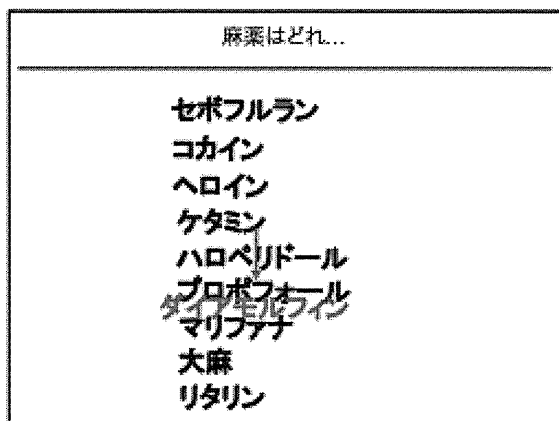 麻薬はどれ...
セボフルラン
コカイン
ヘロイン
ケタミン
ハロペリドール
プロポフォール
ダイアモルフィン
マリファナ
大麻
リタリン